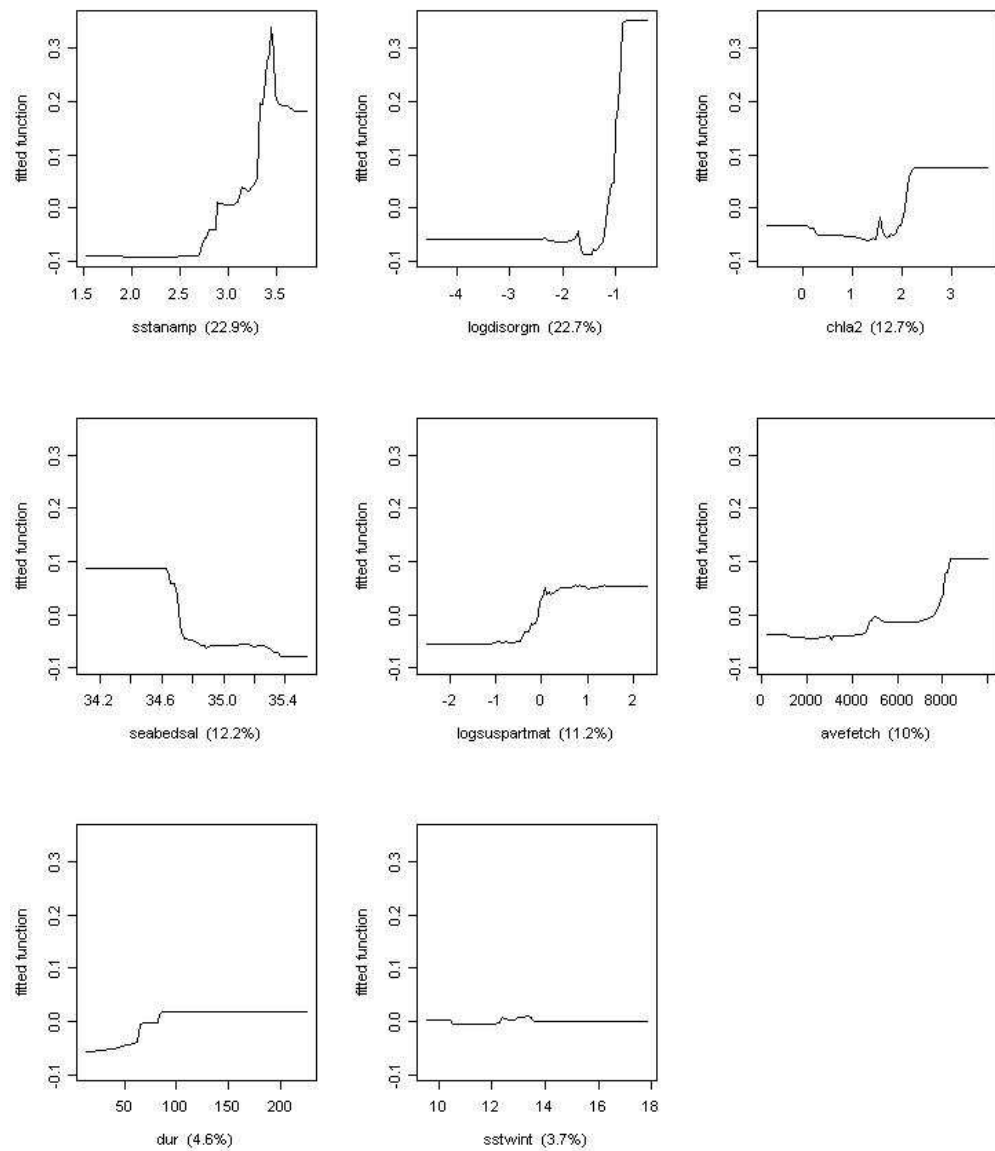 fitted function
-0.1 0.0 0.1 0.2 0.3
1.5 2.0 2.5 3.0 3.5
sstanamp (22.9%)
fitted function
-0.1 0.0 0.1 0.2 0.3
-4 -3 -2 -1
logdisorgm (22.7%)
fitted function
-0.1 0.0 0.1 0.2 0.3
0 1 2 3
chla2 (12.7%)
fitted function
-0.1 0.0 0.1 0.2 0.3
34.2 34.6 35.0 35.4
seabedsal (12.2%)
fitted function
-0.1 0.0 0.1 0.2 0.3
-2 -1 0 1 2
logsuspartmat (11.2%)
fitted function
-0.1 0.0 0.1 0.2 0.3
0 2000 4000 6000 8000
avefetch (10%)
fitted function
-0.1 0.0 0.1 0.2 0.3
50 100 150 200
dur (4.6%)
fitted function
-0.1 0.0 0.1 0.2 0.3
10 12 14 16 18
sstwint (3.7%)